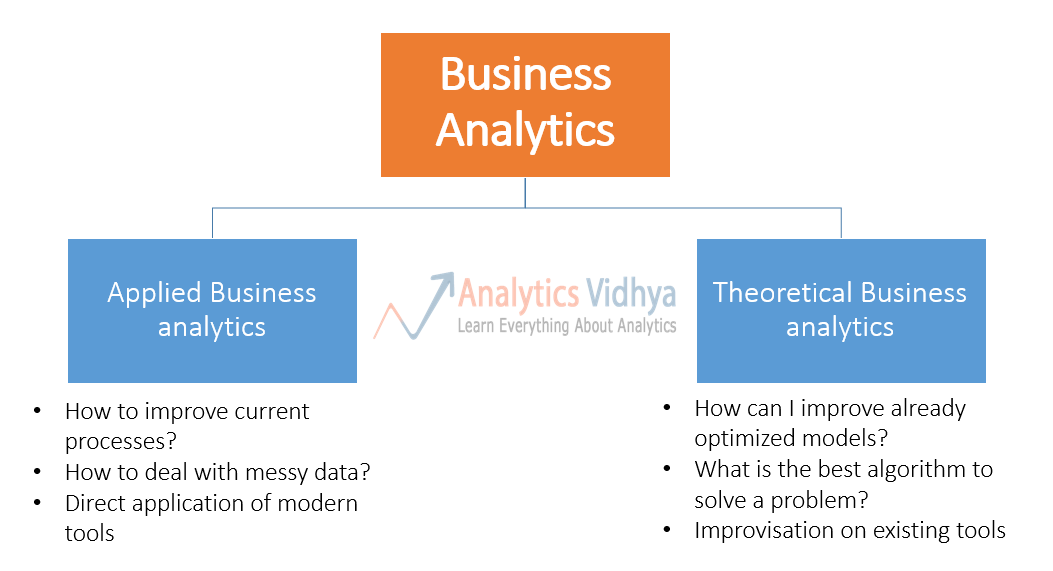 Business
Analytics
Applied Business
analytics
Analytics Vidhya
Learn Everything About Analytics
Theoretical Business
analytics
• How to improve current
processes?
• How to deal with messy data?
• Direct application of modern
tools
• How can I improve already
optimized models?
• What is the best algorithm to
solve a problem?
• Improvisation on existing tools